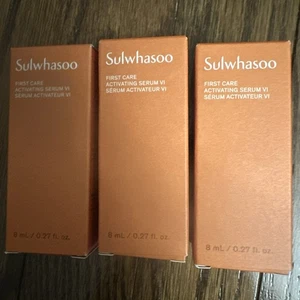 Sulwhasoo
FIRST CARE
ACTIVATING SERUM VI
SÉRUM ACTIVATEUR VI
8 mL / 0.27 fl. oz.
Sulwhasoo
FIRST CARE
ACTIVATING SERUM VI
SÉRUM ACTIVATEUR VI
8 mL / 0.27 fl. oz.
Sulwhasoo
FIRST CARE
ACTIVATING SERUM VI
SÉRUM ACTIVATEUR VI
8 mL / 0.27 fl. oz.